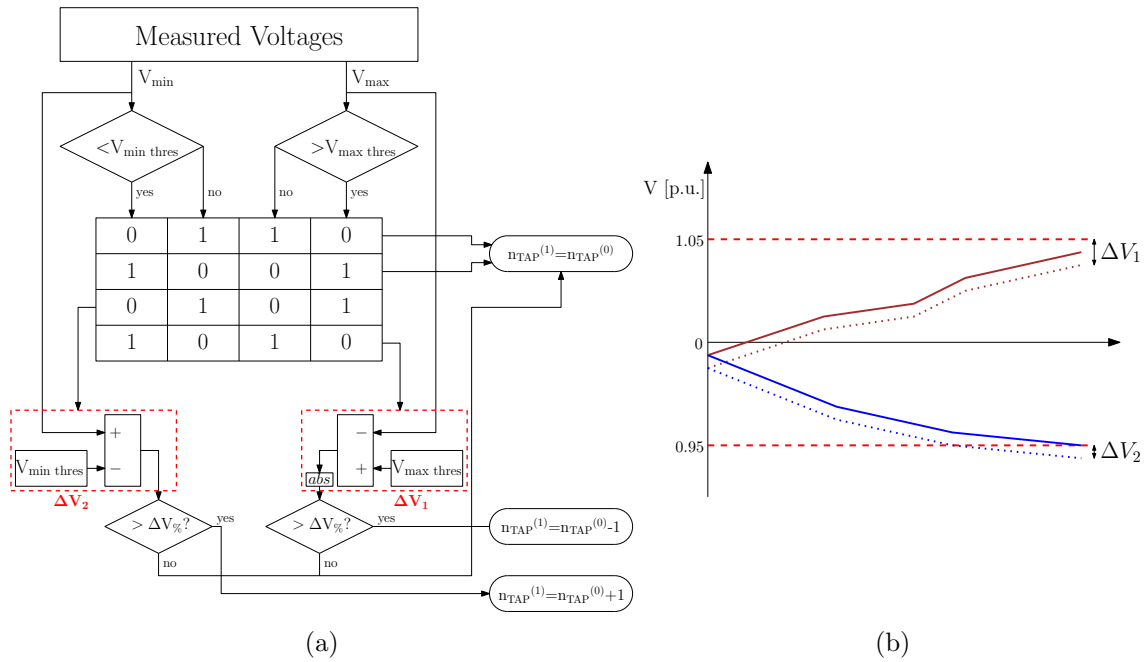 Measured Voltages
V_min
V_max
<V_min thres
>V_max thres
yes
no
no
yes
0 1 1 0
1 0 0 1
0 1 0 1
1 0 1 0
n_TAP^(1)=n_TAP^(0)
+
−
V_min thres
ΔV_2
−
+
V_max thres
abs
ΔV_1
> ΔV_%?
yes
no
> ΔV_%?
yes
no
n_TAP^(1)=n_TAP^(0)-1
n_TAP^(1)=n_TAP^(0)+1
(a)
V [p.u.]
1.05
ΔV_1
0
0.95
ΔV_2
(b)